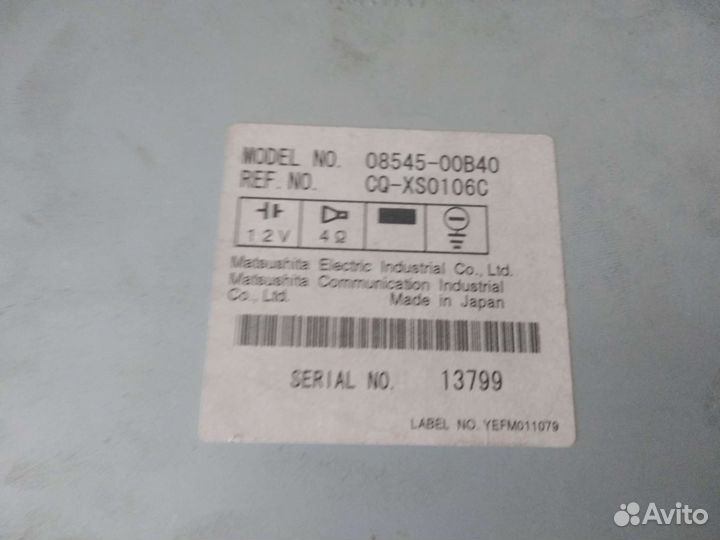 MODEL NO. 08545-00B40
REF. NO. CQ-XS0106C
12V 4Ω
Matsushita Electric Industrial Co., Ltd.
Matsushita Communication Industrial
Co., Ltd. Made in Japan
SERIAL NO. 13799
LABEL NO. YEFM011079
Avito